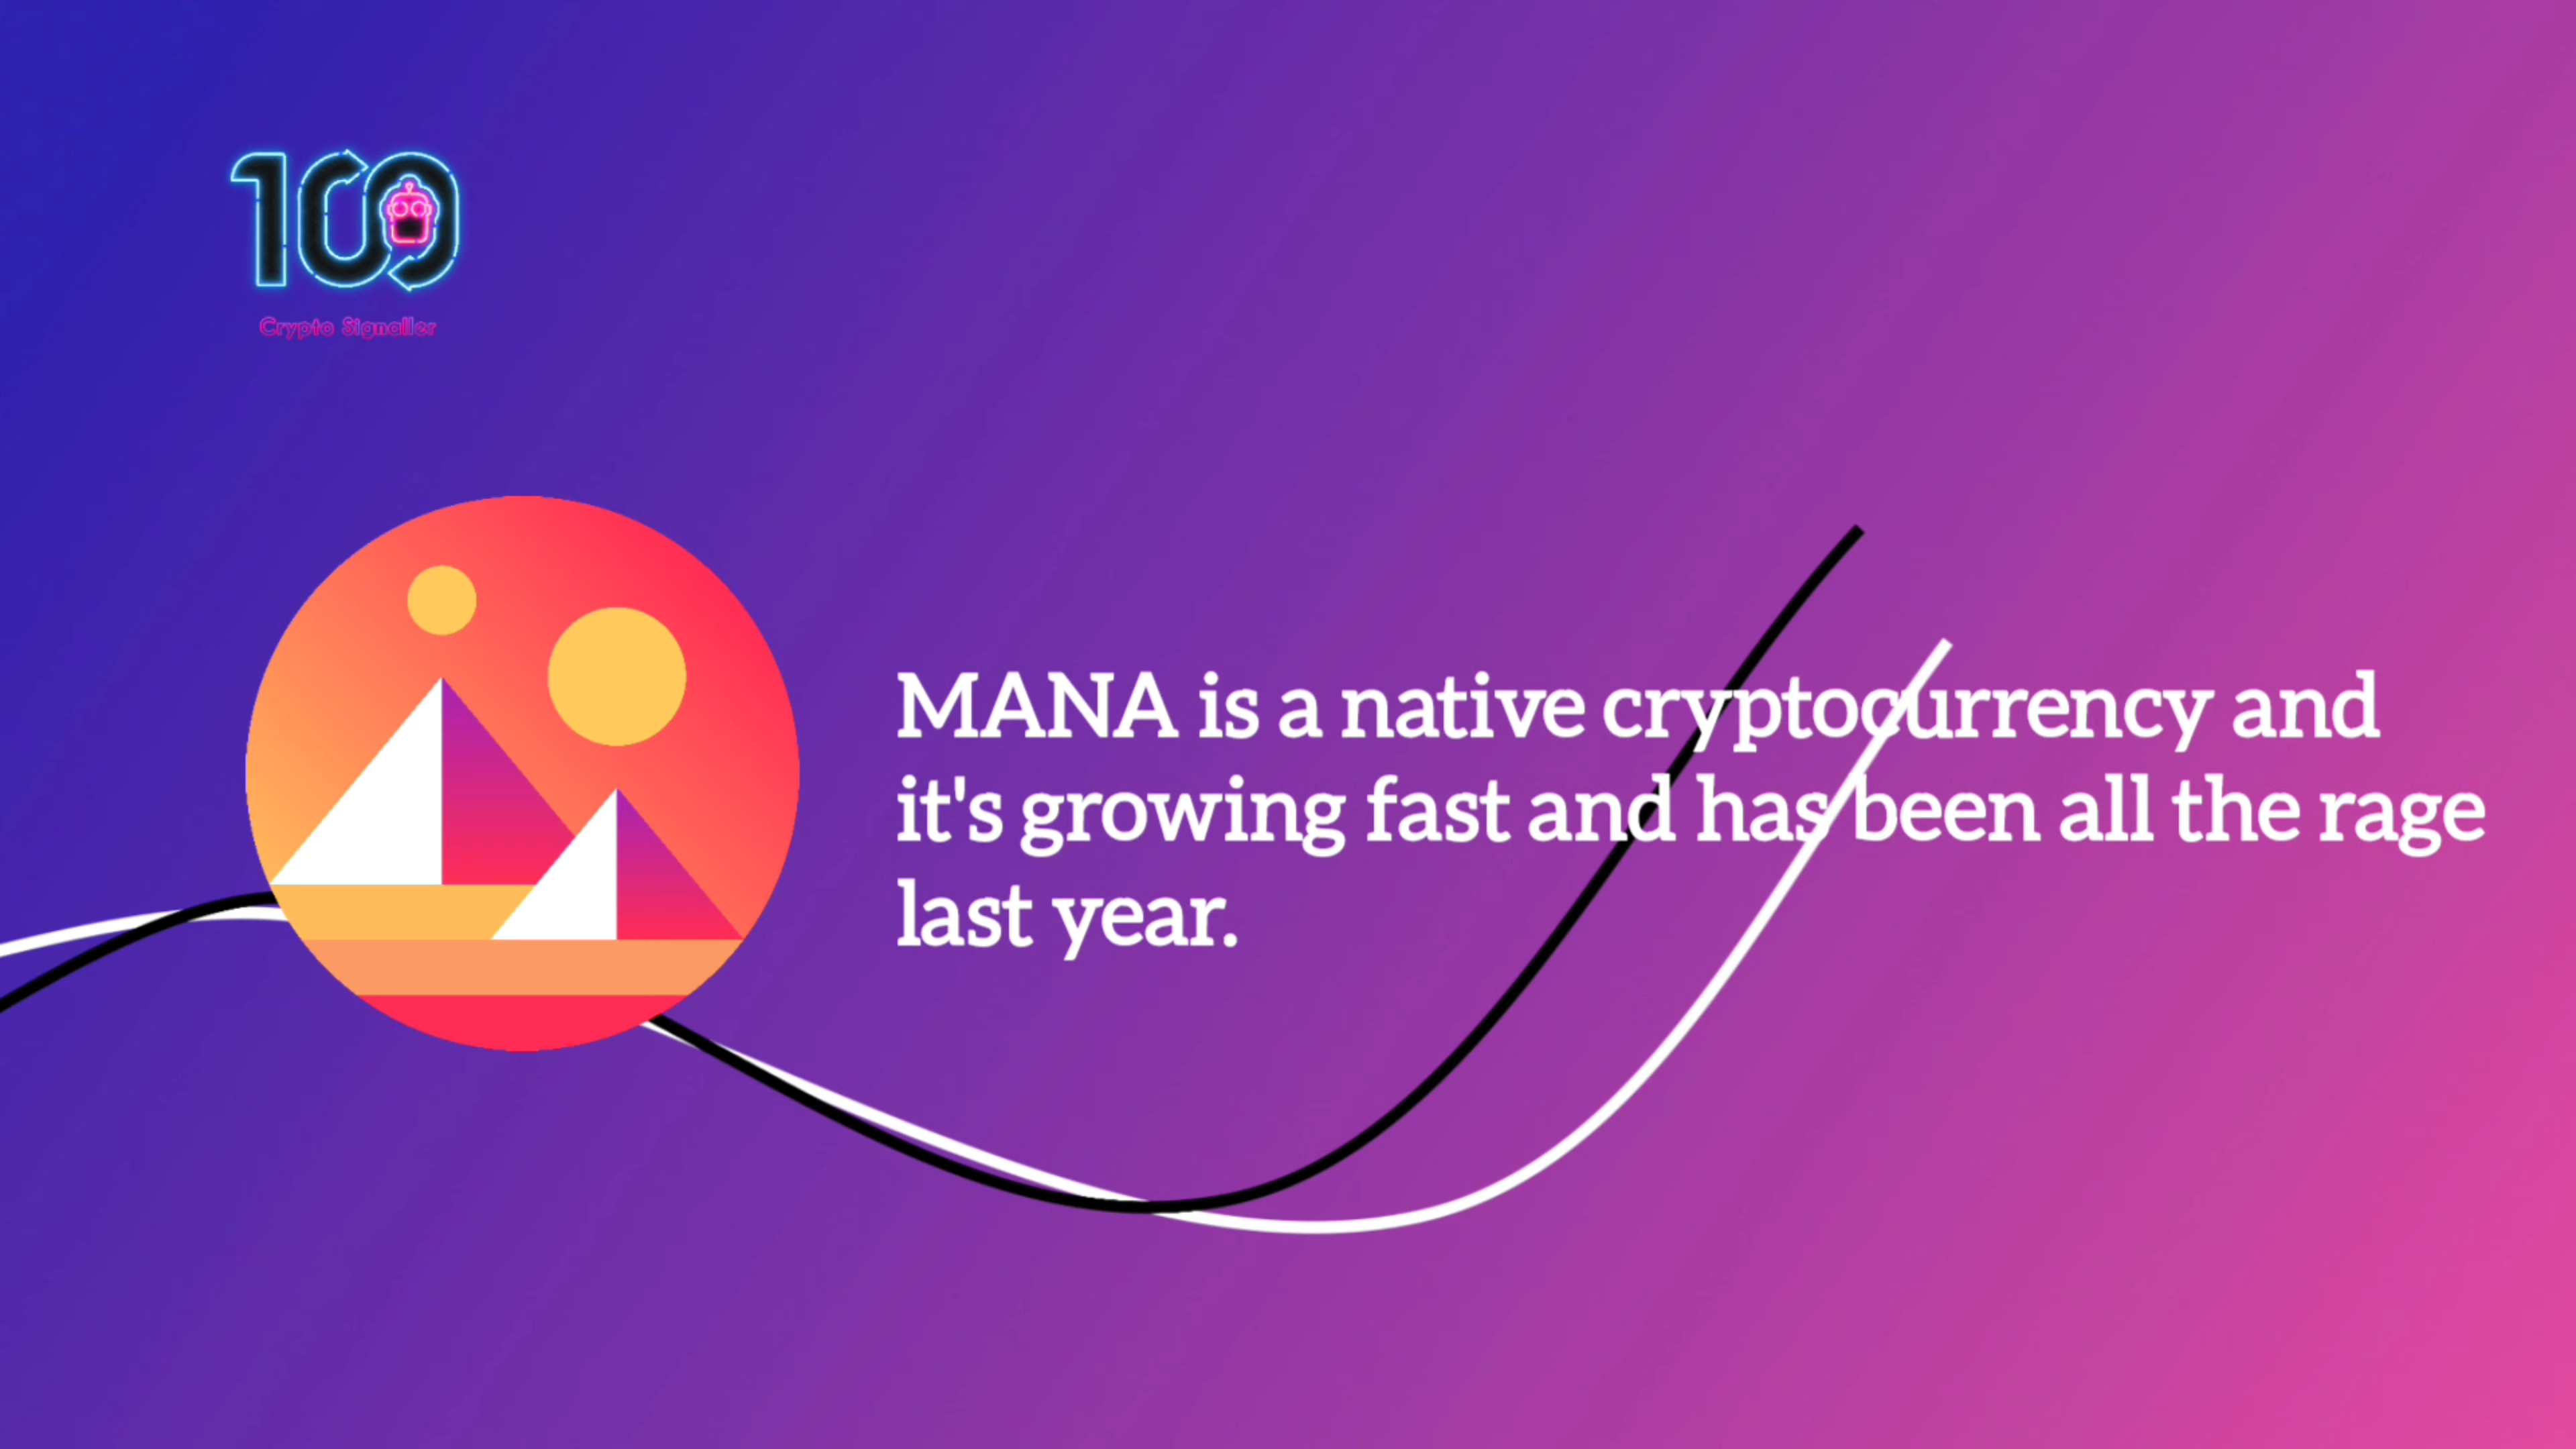 100
Crypto Signaller
MANA is a native cryptocurrency and
it's growing fast and has been all the rage
last year.